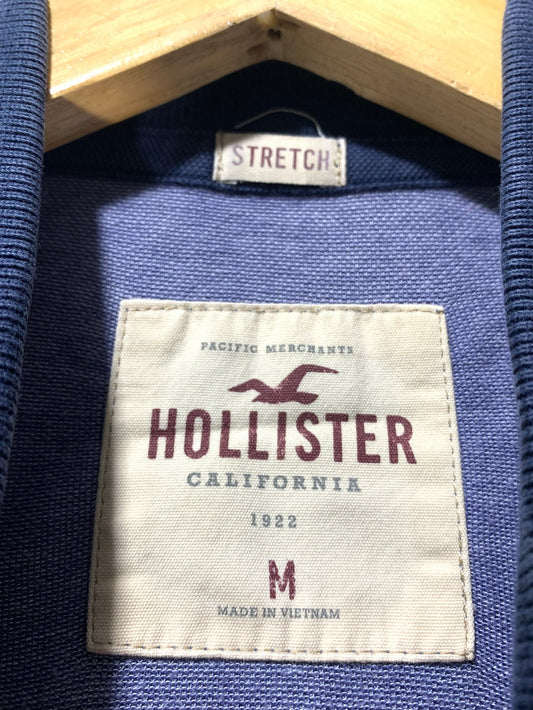 STRETCH
PACIFIC MERCHANTS
HOLLISTER
CALIFORNIA
1922
M
MADE IN VIETNAM